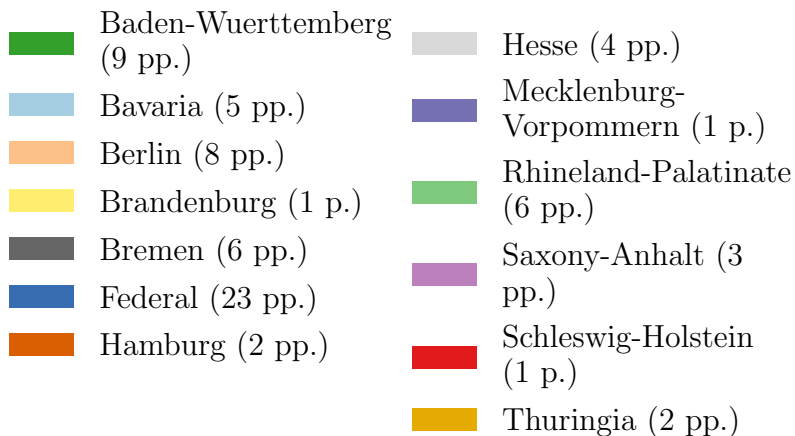 Baden-Wuerttemberg
(9 pp.)
Bavaria (5 pp.)
Berlin (8 pp.)
Brandenburg (1 p.)
Bremen (6 pp.)
Federal (23 pp.)
Hamburg (2 pp.)
Hesse (4 pp.)
Mecklenburg-
Vorpommern (1 p.)
Rhineland-Palatinate
(6 pp.)
Saxony-Anhalt (3
pp.)
Schleswig-Holstein
(1 p.)
Thuringia (2 pp.)